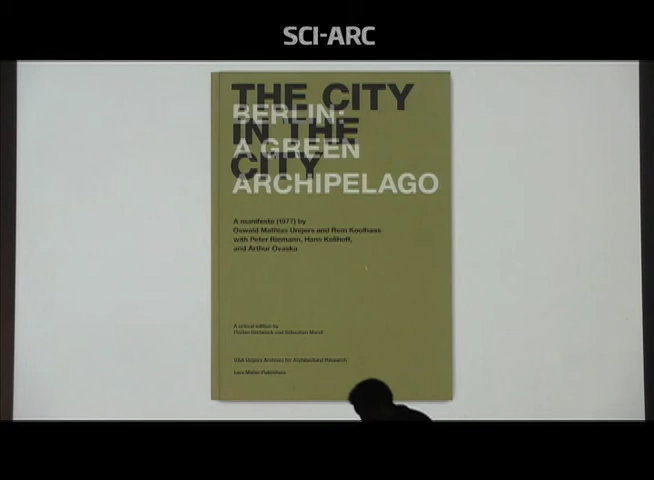 SCI-ARC
THE CITY
BERLIN:
IN THE
A GREEN
CITY
ARCHIPELAGO
A manifesto (1977) by
Oswald Mathias Ungers and Rem Koolhaas
with Peter Riemann, Hans Kollhoff,
and Arthur Ovaska
A critical edition by
Florian Hertweck and Sébastien Marot
UAA Ungers Archives for Architectural Research
Lars Müller Publishers